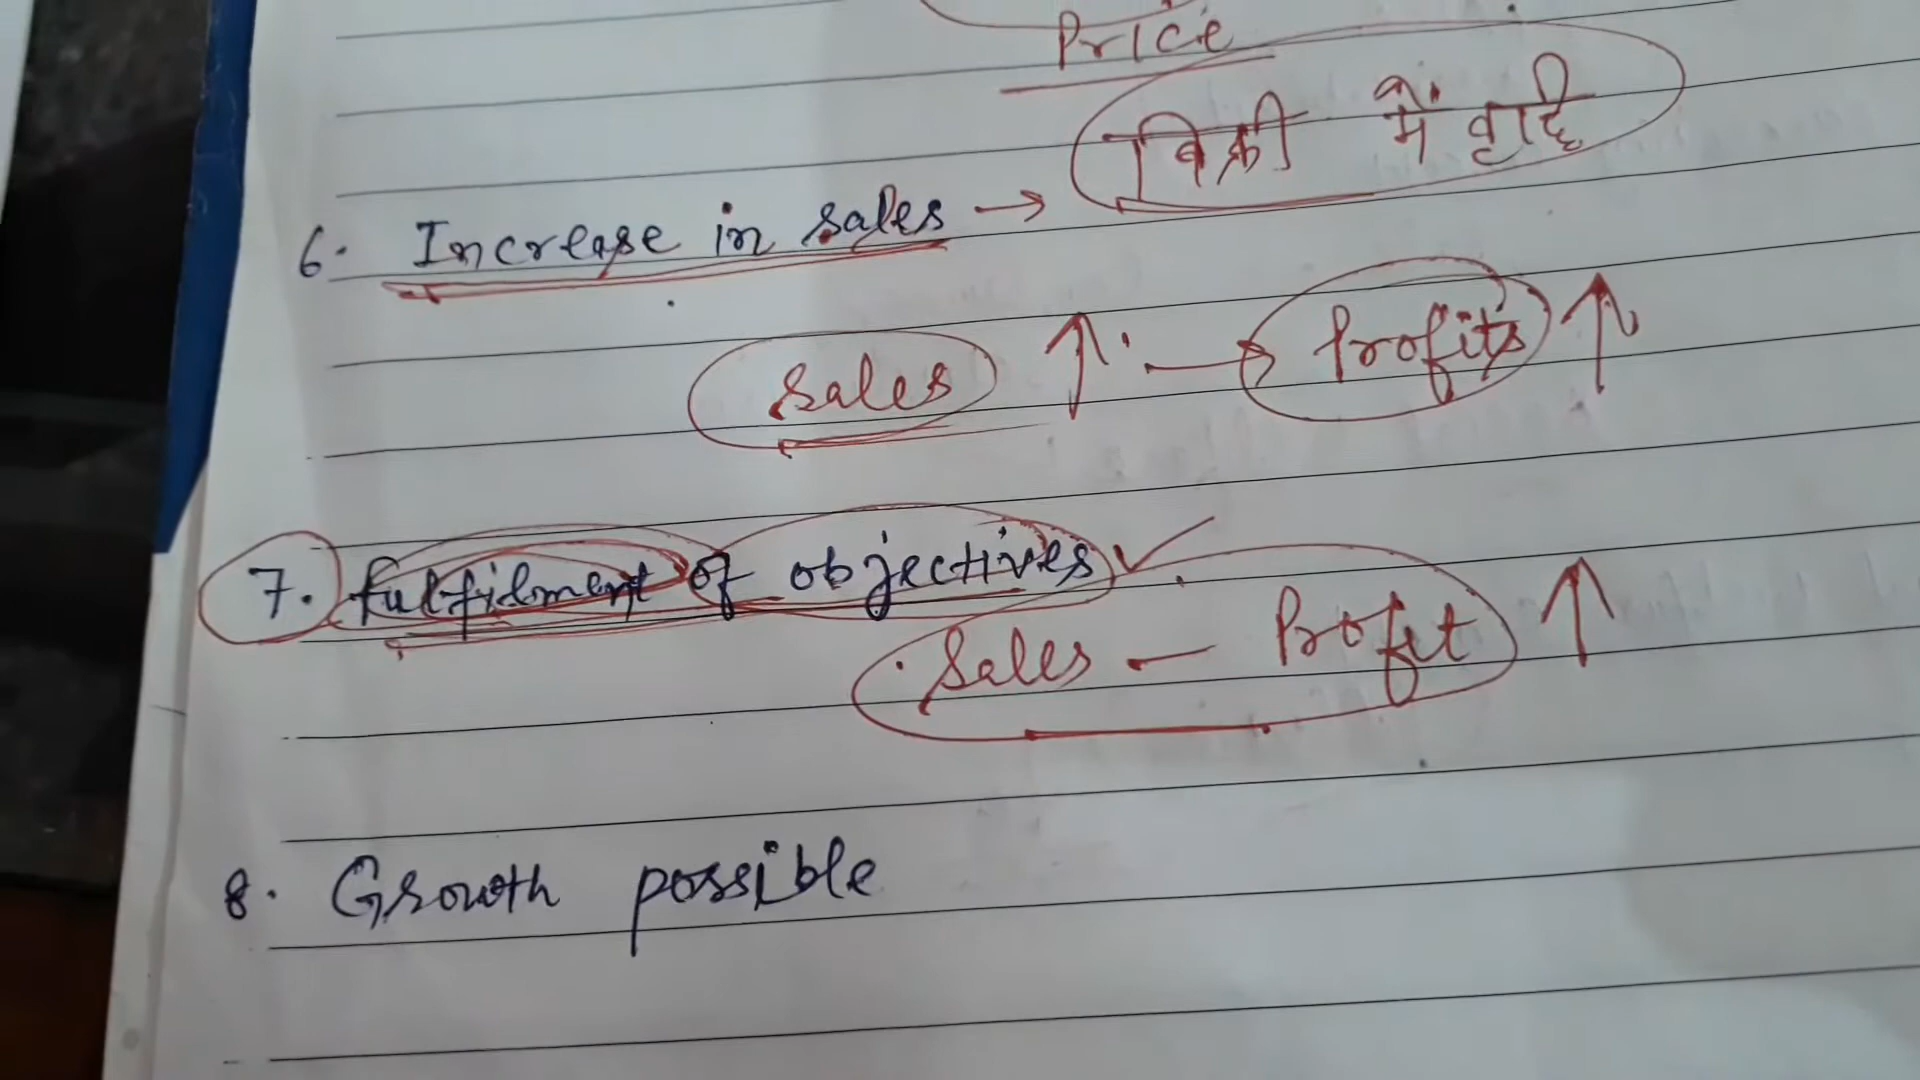 Price
6. Increase in sales → बिक्री में वृद्धि
sales ↑ → Profits ↑
7. fulfilment of objectives ✓
Sales — Profit ↑
8. Growth possible